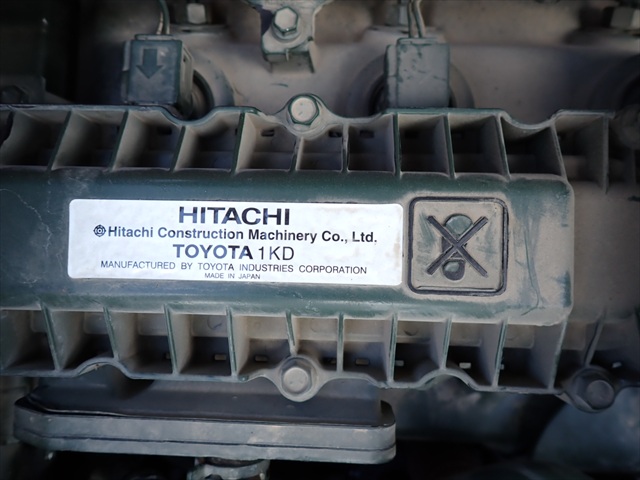 HITACHI
Hitachi Construction Machinery Co., Ltd.
TOYOTA 1KD
MANUFACTURED BY TOYOTA INDUSTRIES CORPORATION
MADE IN JAPAN